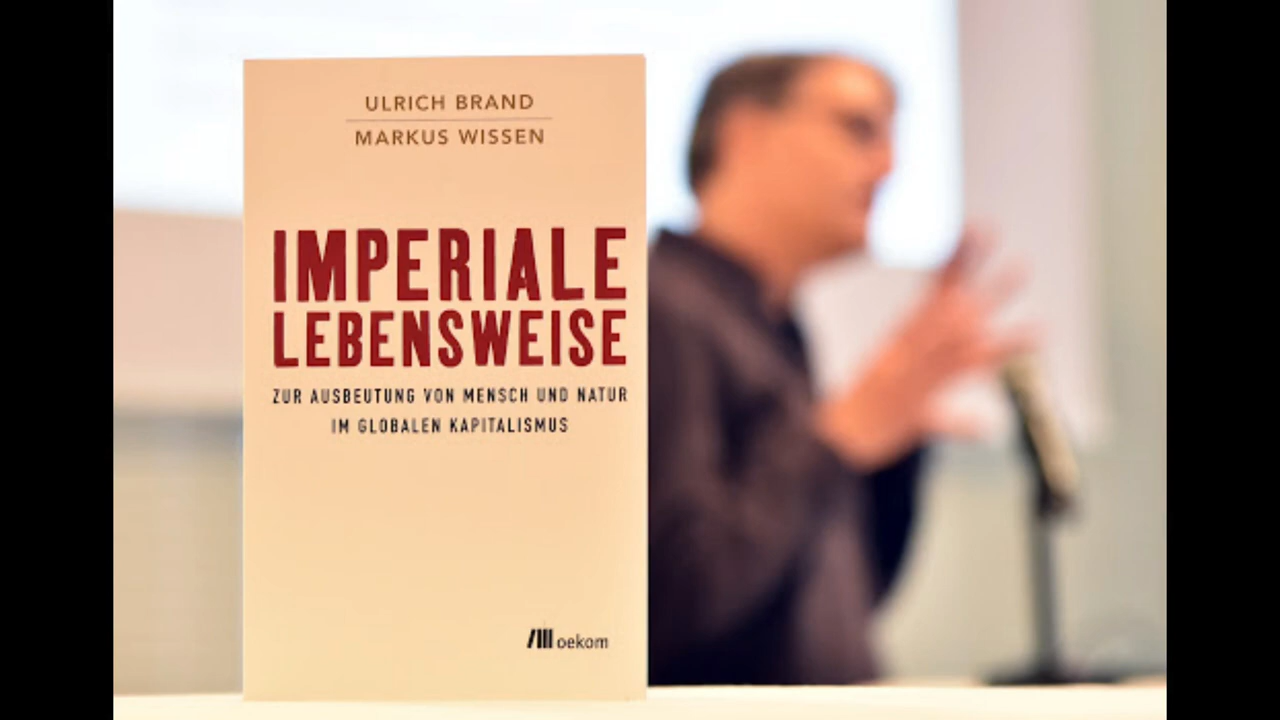 ULRICH BRAND
MARKUS WISSEN
IMPERIALE
LEBENSWEISE
ZUR AUSBEUTUNG VON MENSCH UND NATUR
IM GLOBALEN KAPITALISMUS
oekom